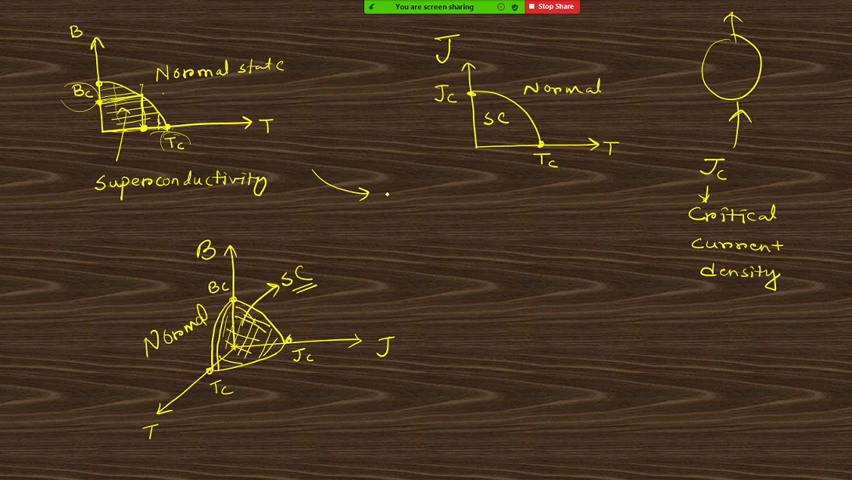 You are screen sharing
Stop Share
B
Normal state
Bc
T
Tc
Superconductivity
J
Jc
Normal
SC
T
Tc
Jc
Critical
current
density
B
SC
Bc
Normal
J
Jc
Tc
T